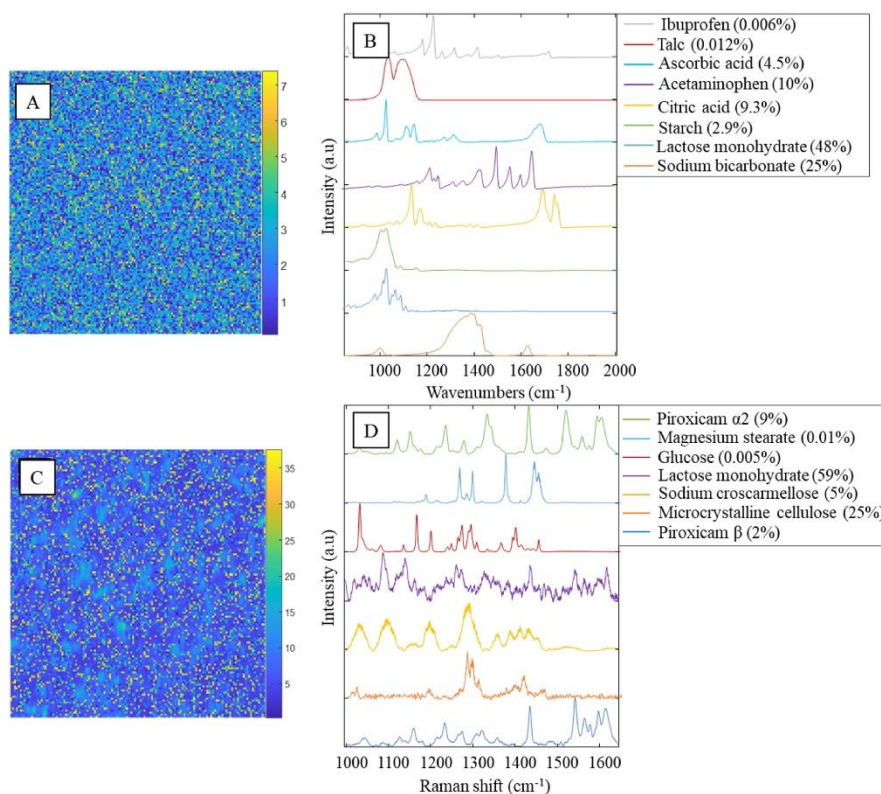 A
7
6
5
4
3
2
1
B
Intensity (a.u)
1000 1200 1400 1600 1800 2000
Wavenumbers (cm⁻¹)
Ibuprofen (0.006%)
Talc (0.012%)
Ascorbic acid (4.5%)
Acetaminophen (10%)
Citric acid (9.3%)
Starch (2.9%)
Lactose monohydrate (48%)
Sodium bicarbonate (25%)
C
35
30
25
20
15
10
5
D
Intensity (a.u)
1000 1100 1200 1300 1400 1500 1600
Raman shift (cm⁻¹)
Piroxicam α2 (9%)
Magnesium stearate (0.01%)
Glucose (0.005%)
Lactose monohydrate (59%)
Sodium croscarmellose (5%)
Microcrystalline cellulose (25%)
Piroxicam β (2%)